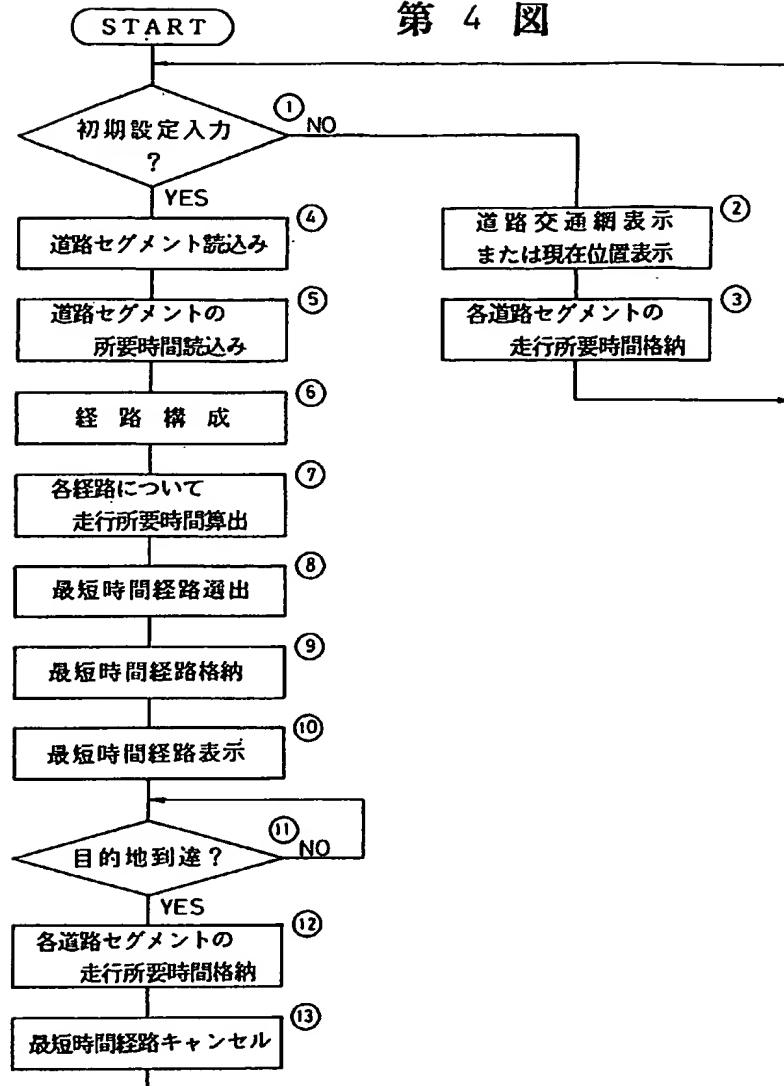 第 4 図
START
①
初期設定入力
?
NO
YES
②
道路交通網表示
または現在位置表示
③
各道路セグメントの
走行所要時間格納
④
道路セグメント読込み
⑤
道路セグメントの
所要時間読込み
⑥
経路構成
⑦
各経路について
走行所要時間算出
⑧
最短時間経路選出
⑨
最短時間経路格納
⑩
最短時間経路表示
⑪
目的地到達?
NO
YES
⑫
各道路セグメントの
走行所要時間格納
⑬
最短時間経路キャンセル